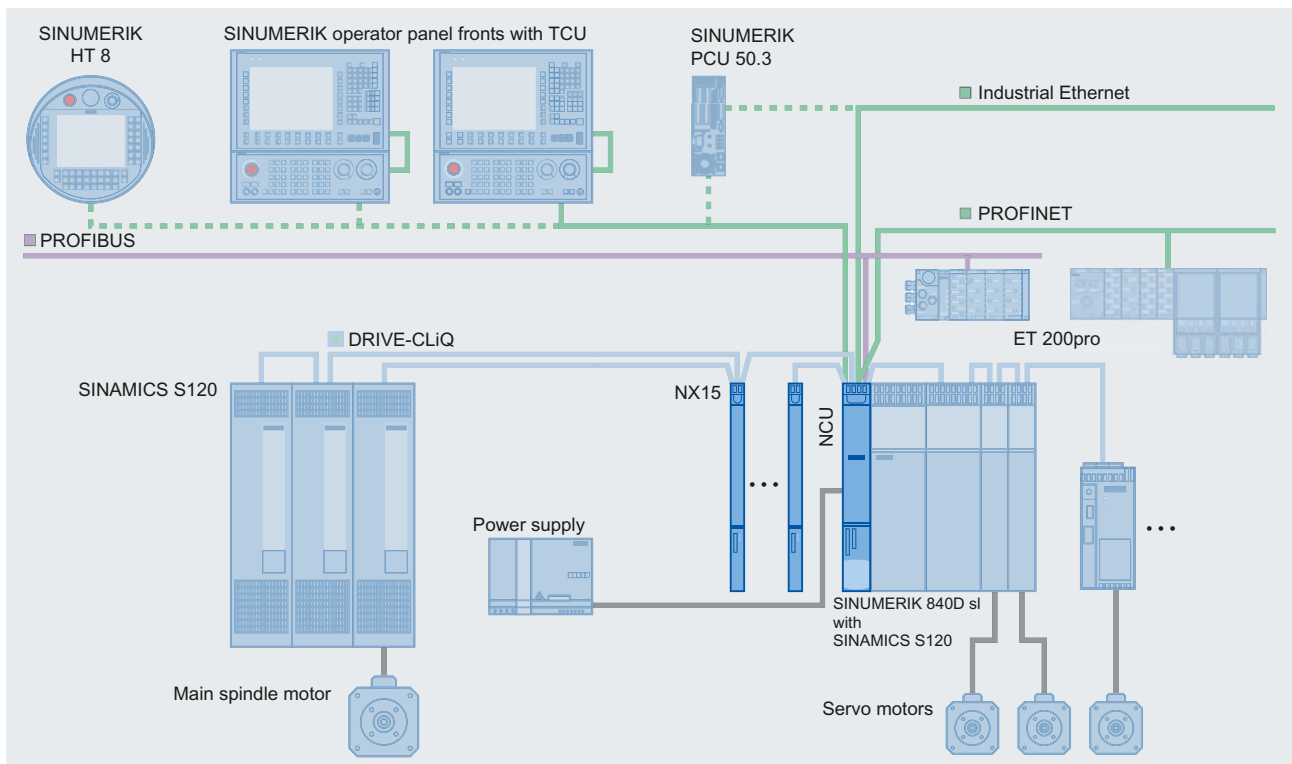 SINUMERIK
HT 8
SINUMERIK operator panel fronts with TCU
SINUMERIK
PCU 50.3
Industrial Ethernet
PROFINET
PROFIBUS
ET 200pro
DRIVE-CLiQ
SINAMICS S120
NX15
NCU
...
...
Power supply
SINUMERIK 840D sl
with
SINAMICS S120
Main spindle motor
Servo motors